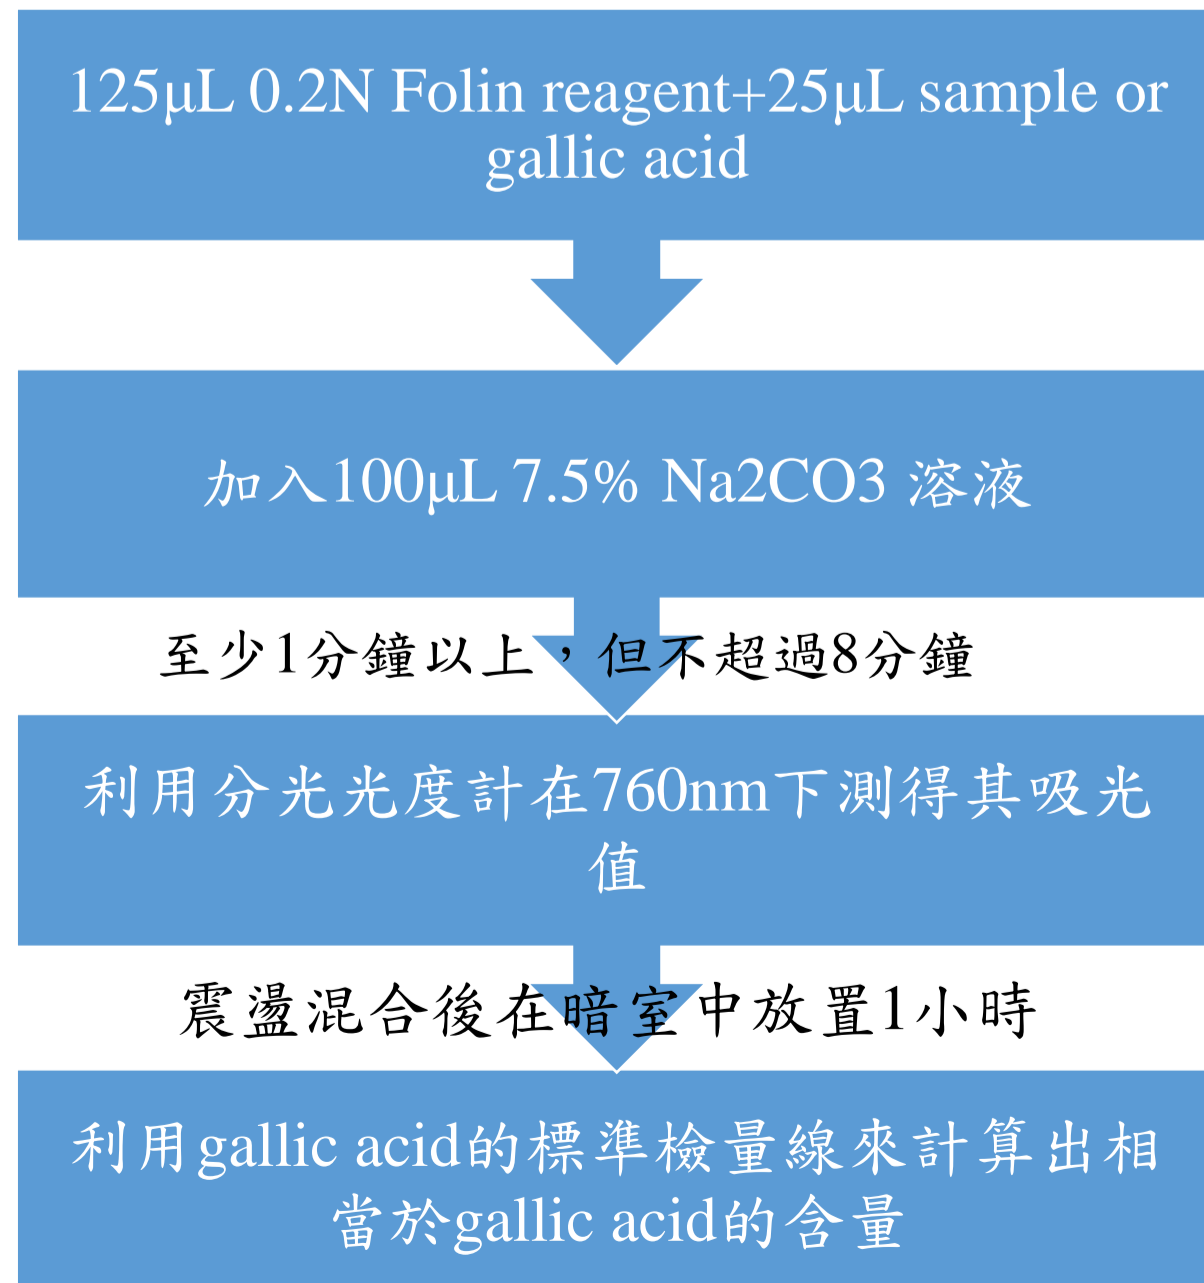 125μL 0.2N Folin reagent+25μL sample or
gallic acid
加入100μL 7.5% Na2CO3 溶液
至少1分鐘以上，但不超過8分鐘
利用分光光度計在760nm下測得其吸光
值
震盪混合後在暗室中放置1小時
利用gallic acid的標準檢量線來計算出相
當於gallic acid的含量